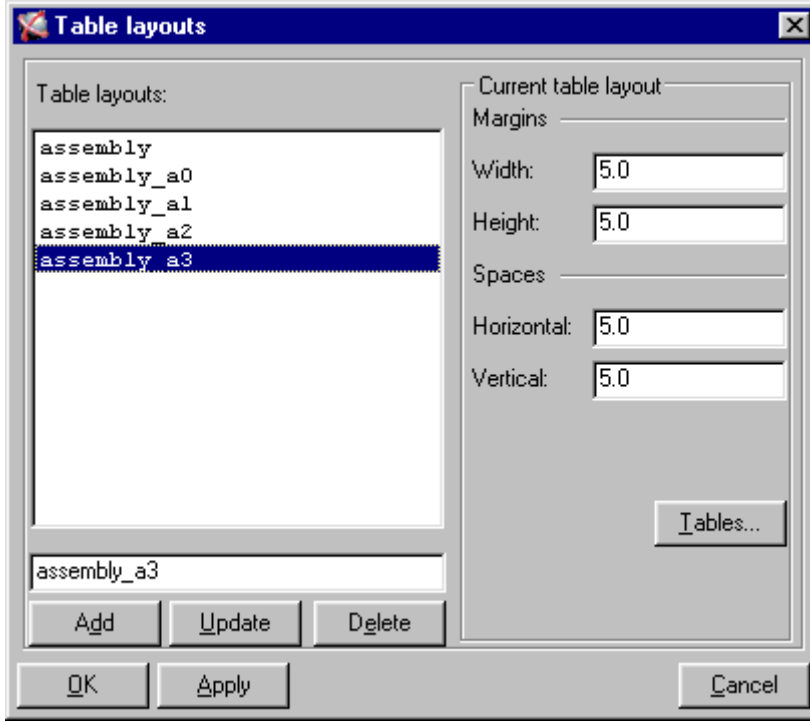 Table layouts
Table layouts:
assembly
assembly_a0
assembly_a1
assembly_a2
assembly_a3
assembly_a3
Add Update Delete
Current table layout
Margins
Width: 5.0
Height: 5.0
Spaces
Horizontal: 5.0
Vertical: 5.0
Tables...
OK Apply Cancel